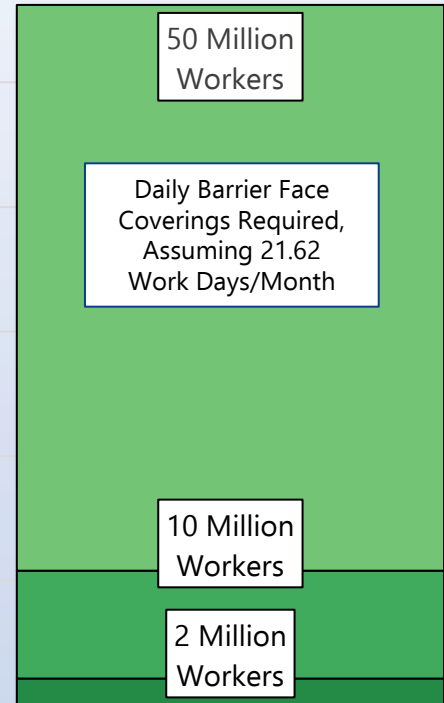 50 Million
Workers
Daily Barrier Face
Coverings Required,
Assuming 21.62
Work Days/Month
10 Million
Workers
2 Million
Workers